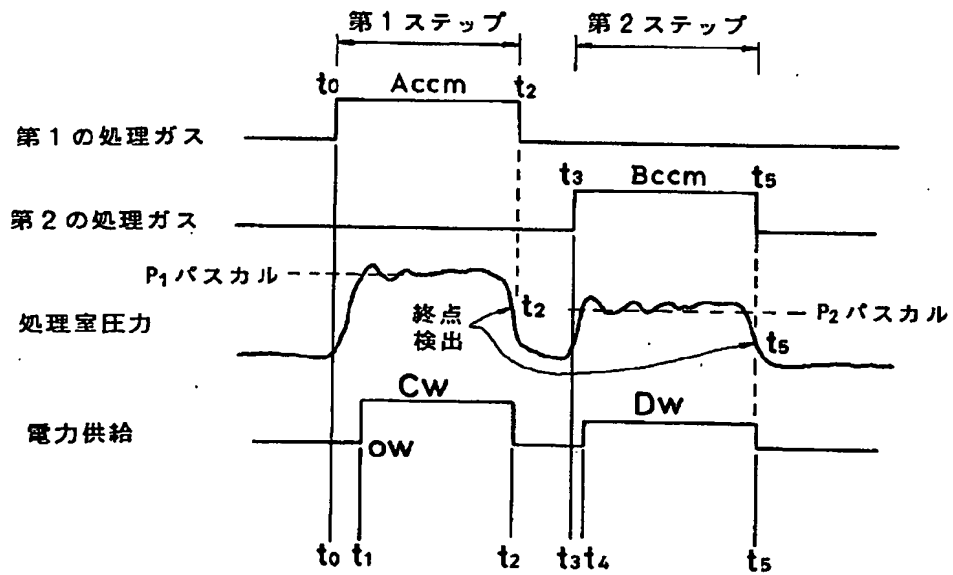 第1ステップ 第2ステップ
t0 Accm t2
第1の処理ガス
t3 Bccm t5
第2の処理ガス
P1パスカル
処理室圧力
終点
検出
t2
P2パスカル
t5
Cw Dw
電力供給
ow
t0 t1 t2 t3 t4 t5